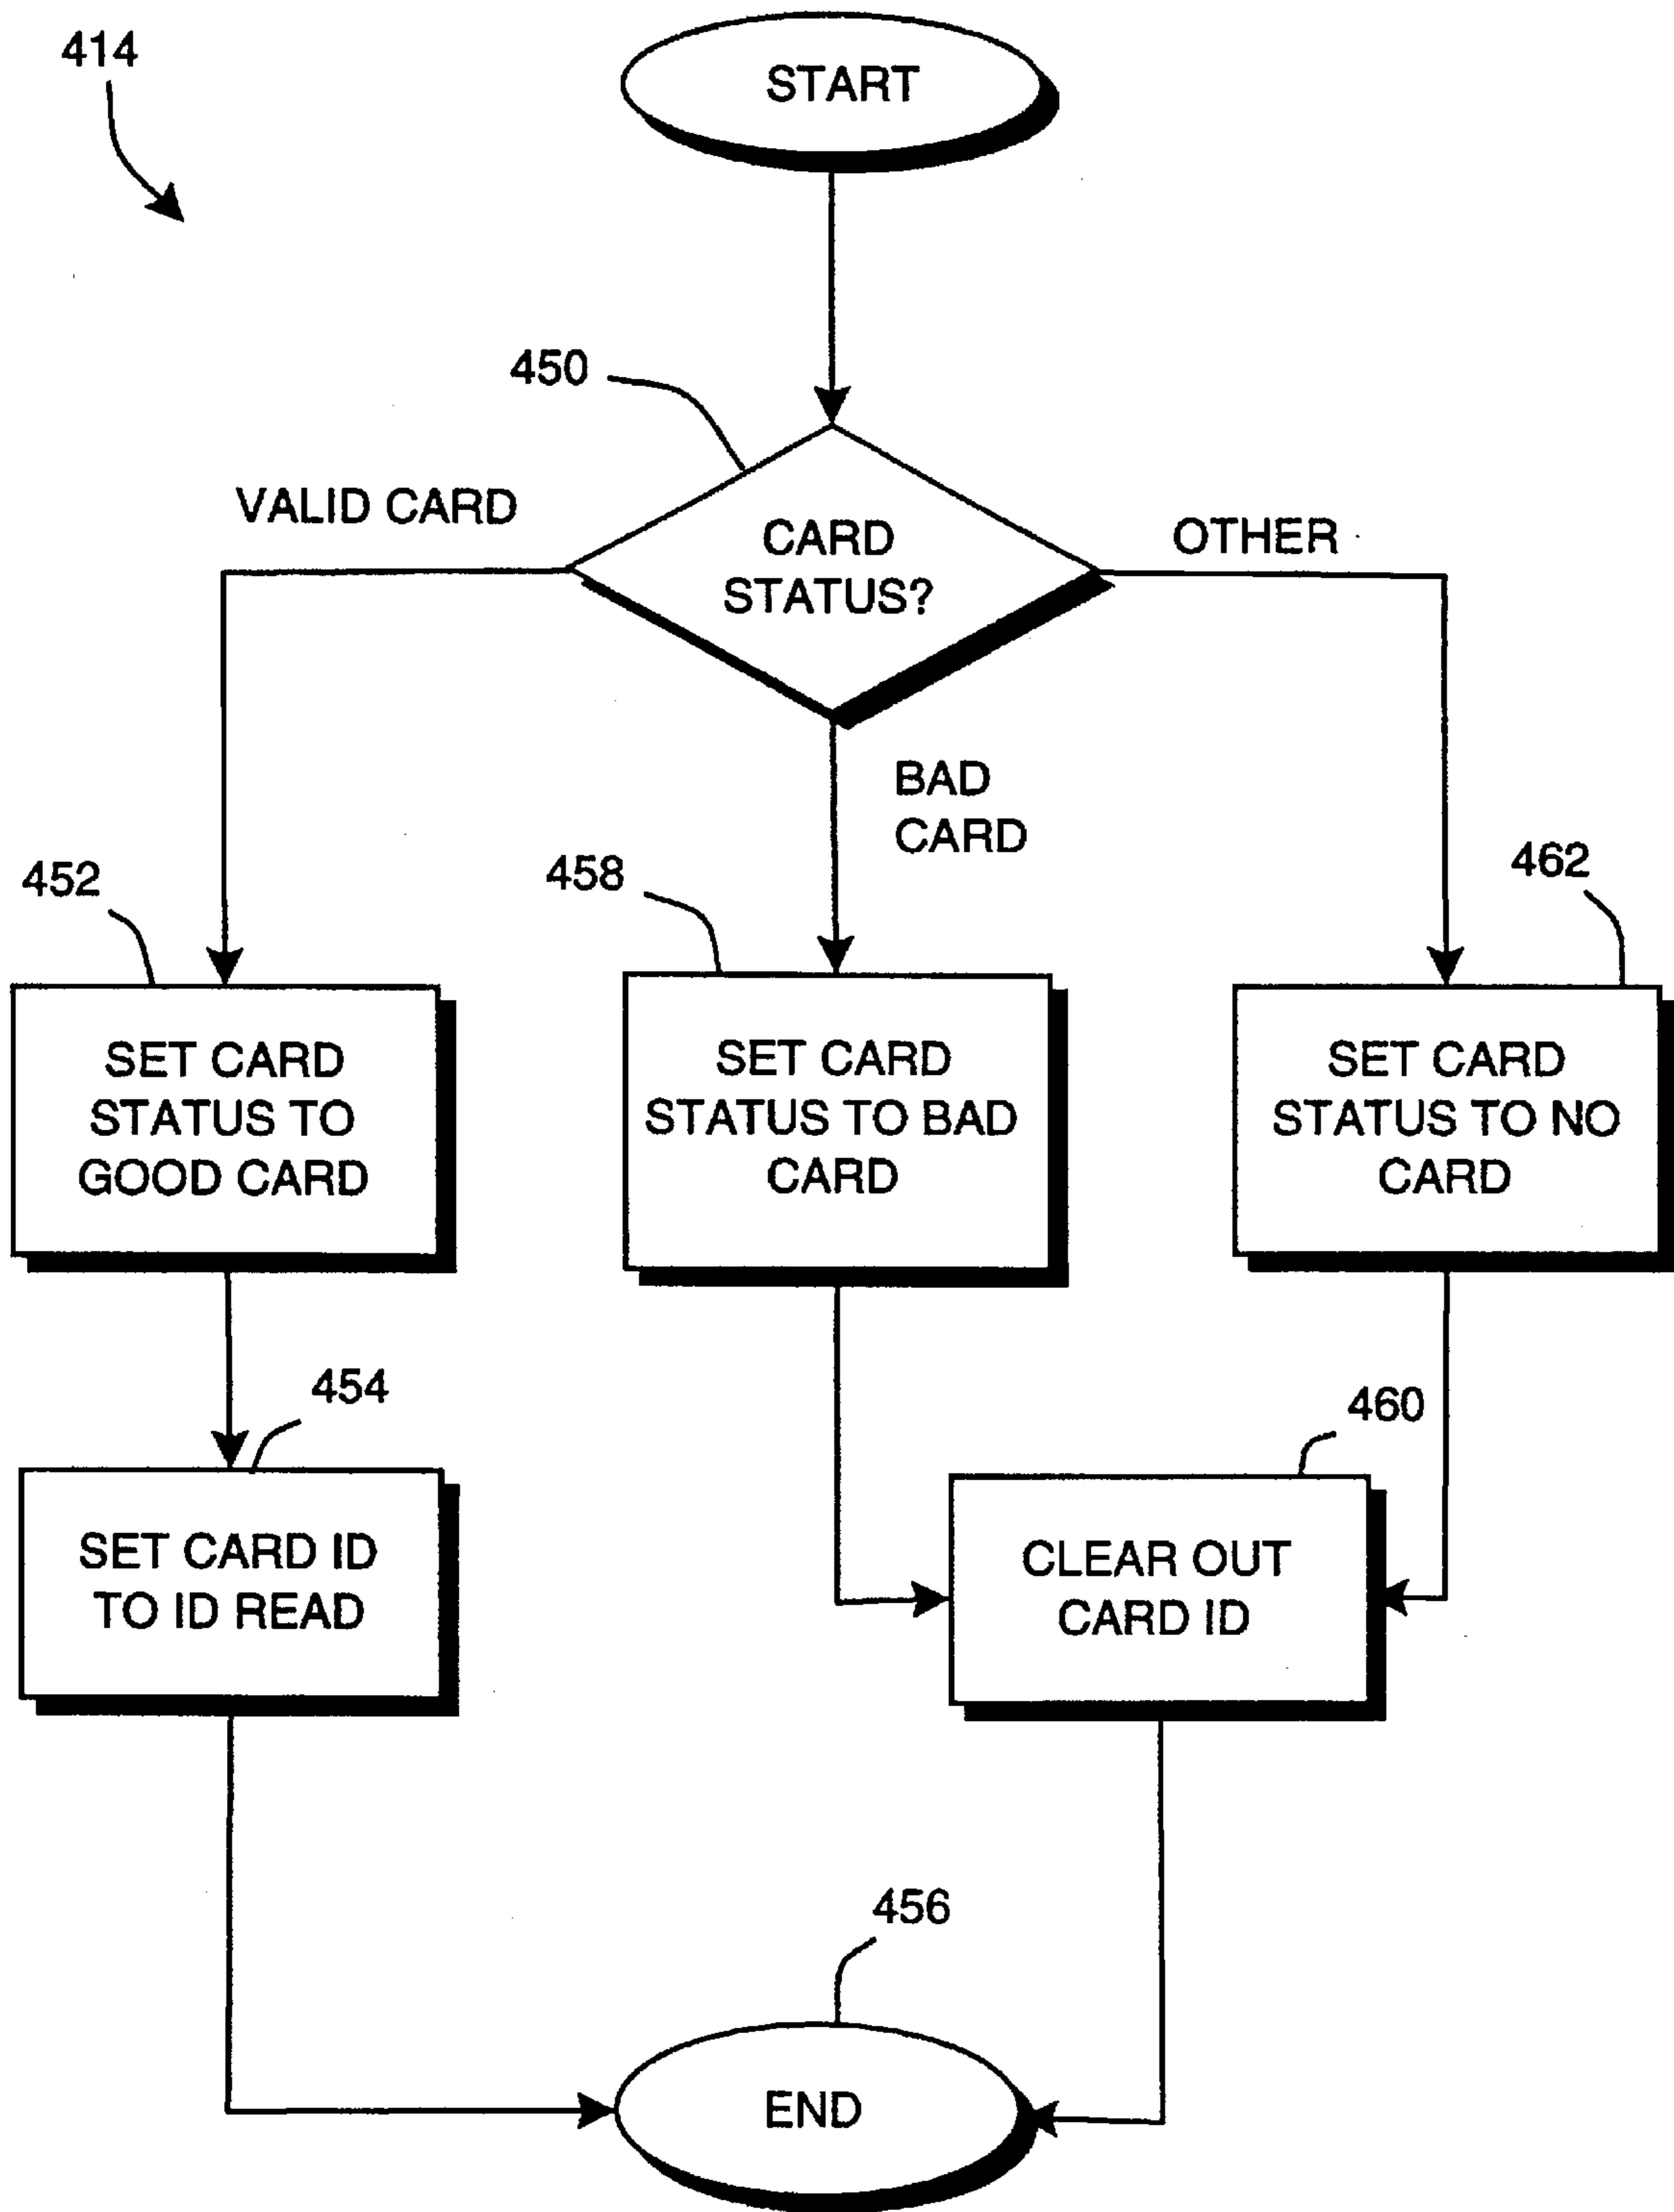 414
START
450
VALID CARD
CARD
STATUS?
OTHER
BAD
CARD
452
458
462
SET CARD
STATUS TO
GOOD CARD
SET CARD
STATUS TO BAD
CARD
SET CARD
STATUS TO NO
CARD
454
460
SET CARD ID
TO ID READ
CLEAR OUT
CARD ID
456
END